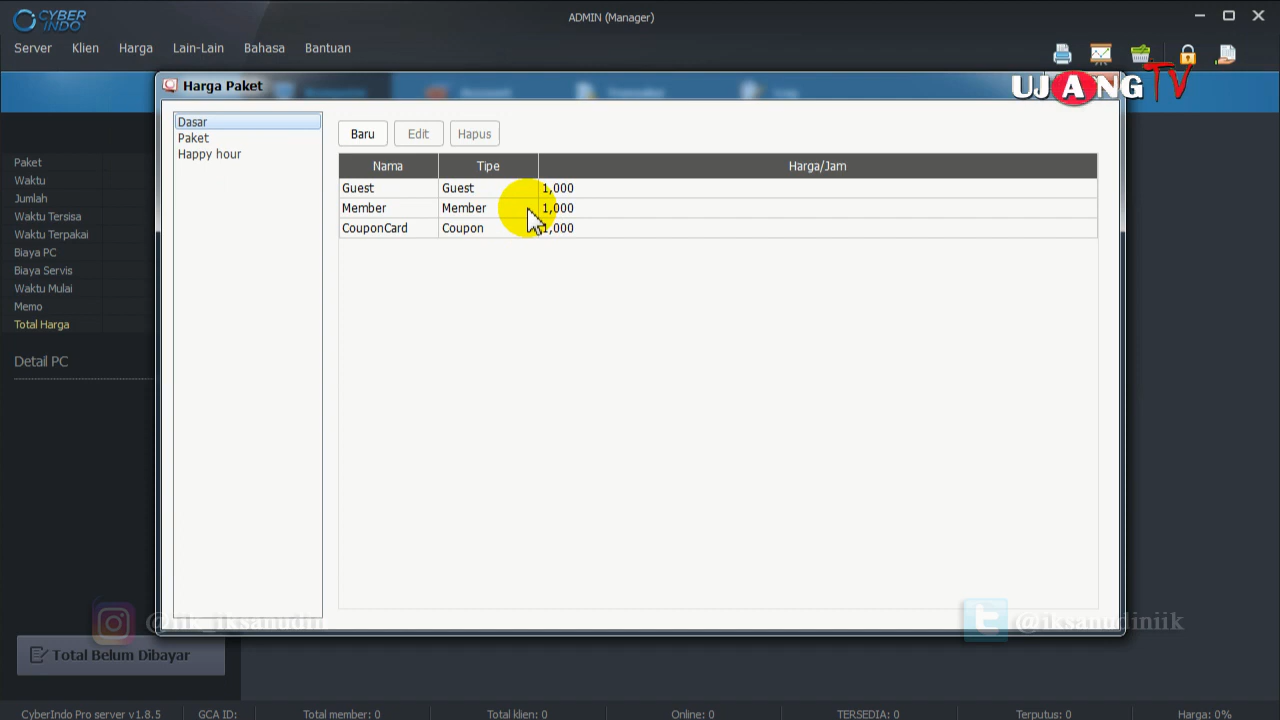 CYBER
INDO
ADMIN (Manager)
Server Klien Harga Lain-Lain Bahasa Bantuan
UJANG TV
Harga Paket
Dasar
Paket
Happy hour
Baru Edit Hapus
Nama Tipe Harga/Jam
Guest Guest 1,000
Member Member 1,000
CouponCard Coupon 1,000
Paket
Waktu
Jumlah
Waktu Tersisa
Waktu Terpakai
Biaya PC
Biaya Servis
Waktu Mulai
Memo
Total Harga
Detail PC
@iik_iksanudin
@iksanudiniik
Total Belum Dibayar
CyberIndo Pro server v1.8.5 GCA ID: Total member: 0 Total klien: 0 Online: 0 TERSEDIA: 0 Terputus: 0 Harga: 0%